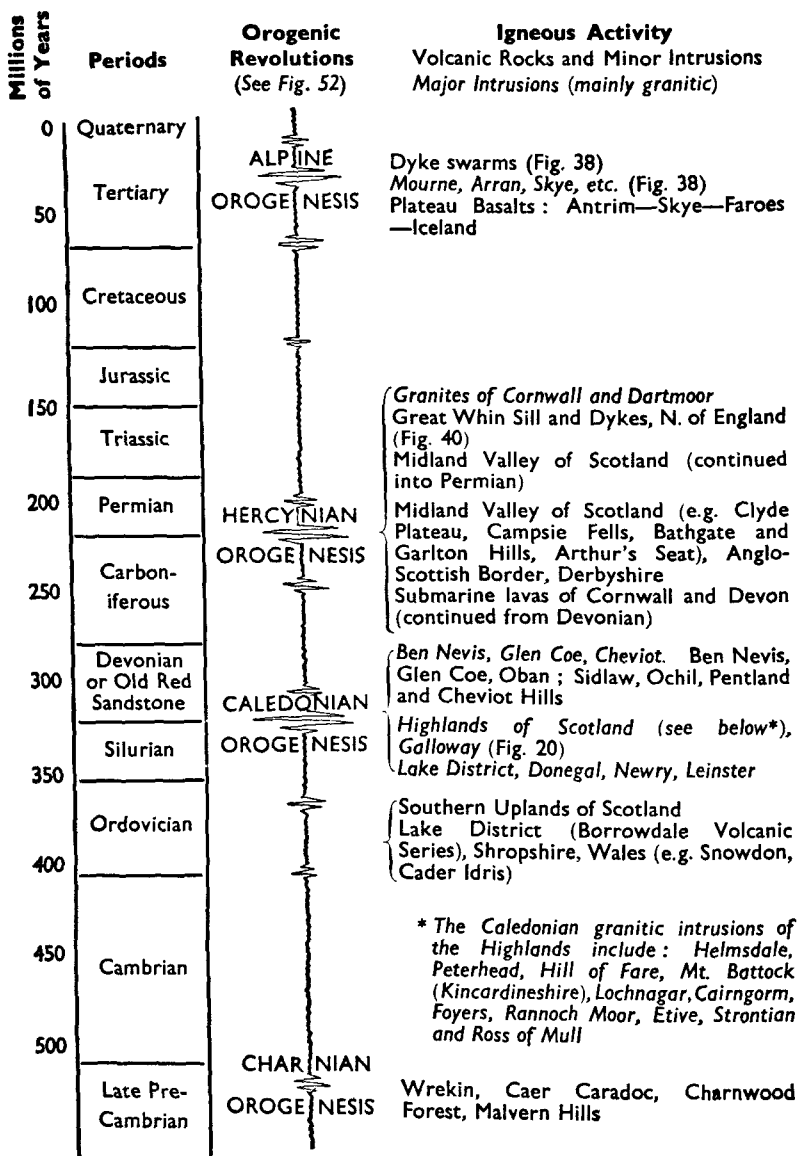 Millions
of Years
Periods
Orogenic
Revolutions
(See Fig. 52)
Igneous Activity
Volcanic Rocks and Minor Intrusions
Major Intrusions (mainly granitic)
0
50
100
150
200
250
300
350
400
450
500
Quaternary
Tertiary
Cretaceous
Jurassic
Triassic
Permian
Carbon-
iferous
Devonian
or Old Red
Sandstone
Silurian
Ordovician
Cambrian
Late Pre-
Cambrian
ALPINE
OROGENESIS
HERCYNIAN
OROGENESIS
CALEDONIAN
OROGENESIS
CHARNIAN
OROGENESIS
Dyke swarms (Fig. 38)
Mourne, Arran, Skye, etc. (Fig. 38)
Plateau Basalts : Antrim—Skye—Faroes
—Iceland
Granites of Cornwall and Dartmoor
Great Whin Sill and Dykes, N. of England
(Fig. 40)
Midland Valley of Scotland (continued
into Permian)
Midland Valley of Scotland (e.g. Clyde
Plateau, Campsie Fells, Bathgate and
Garlton Hills, Arthur's Seat), Anglo-
Scottish Border, Derbyshire
Submarine lavas of Cornwall and Devon
(continued from Devonian)
Ben Nevis, Glen Coe, Cheviot. Ben Nevis,
Glen Coe, Oban ; Sidlaw, Ochil, Pentland
and Cheviot Hills
Highlands of Scotland (see below*),
Galloway (Fig. 20)
Lake District, Donegal, Newry, Leinster
Southern Uplands of Scotland
Lake District (Borrowdale Volcanic
Series), Shropshire, Wales (e.g. Snowdon,
Cader Idris)
* The Caledonian granitic intrusions of
the Highlands include : Helmsdale,
Peterhead, Hill of Fare, Mt. Battock
(Kincardineshire), Lochnagar, Cairngorm,
Foyers, Rannoch Moor, Etive, Strontian
and Ross of Mull
Wrekin, Caer Caradoc, Charnwood
Forest, Malvern Hills